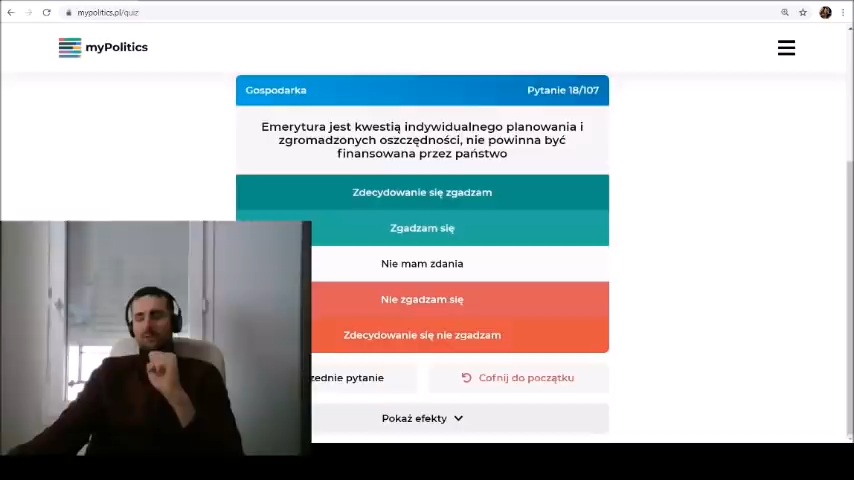 mypolitics.pl/quiz
myPolitics
Gospodarka
Pytanie 18/107
Emerytura jest kwestią indywidualnego planowania i
zgromadzonych oszczędności, nie powinna być
finansowana przez państwo
Zdecydowanie się zgadzam
Zgadzam się
Nie mam zdania
Nie zgadzam się
Zdecydowanie się nie zgadzam
pytanie
Cofnij do początku
Pokaż efekty